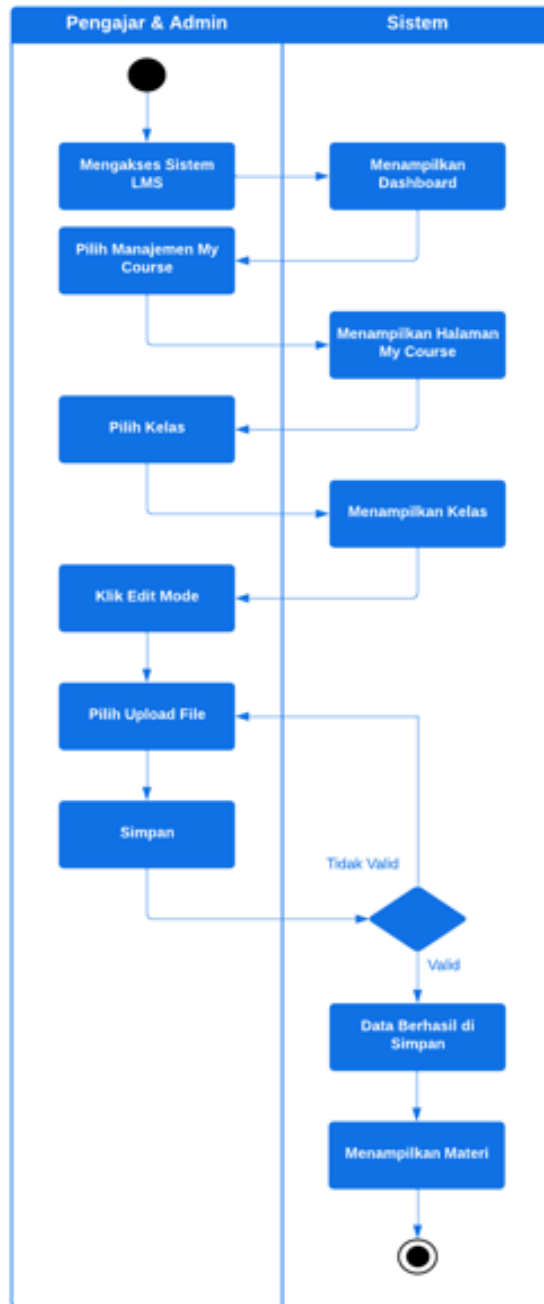 Pengajar & Admin
Sistem
Mengakses Sistem
LMS
Menampilkan
Dashboard
Pilih Manajemen My
Course
Menampilkan Halaman
My Course
Pilih Kelas
Menampilkan Kelas
Klik Edit Mode
Pilih Upload File
Simpan
Tidak Valid
Valid
Data Berhasil di
Simpan
Menampilkan Materi